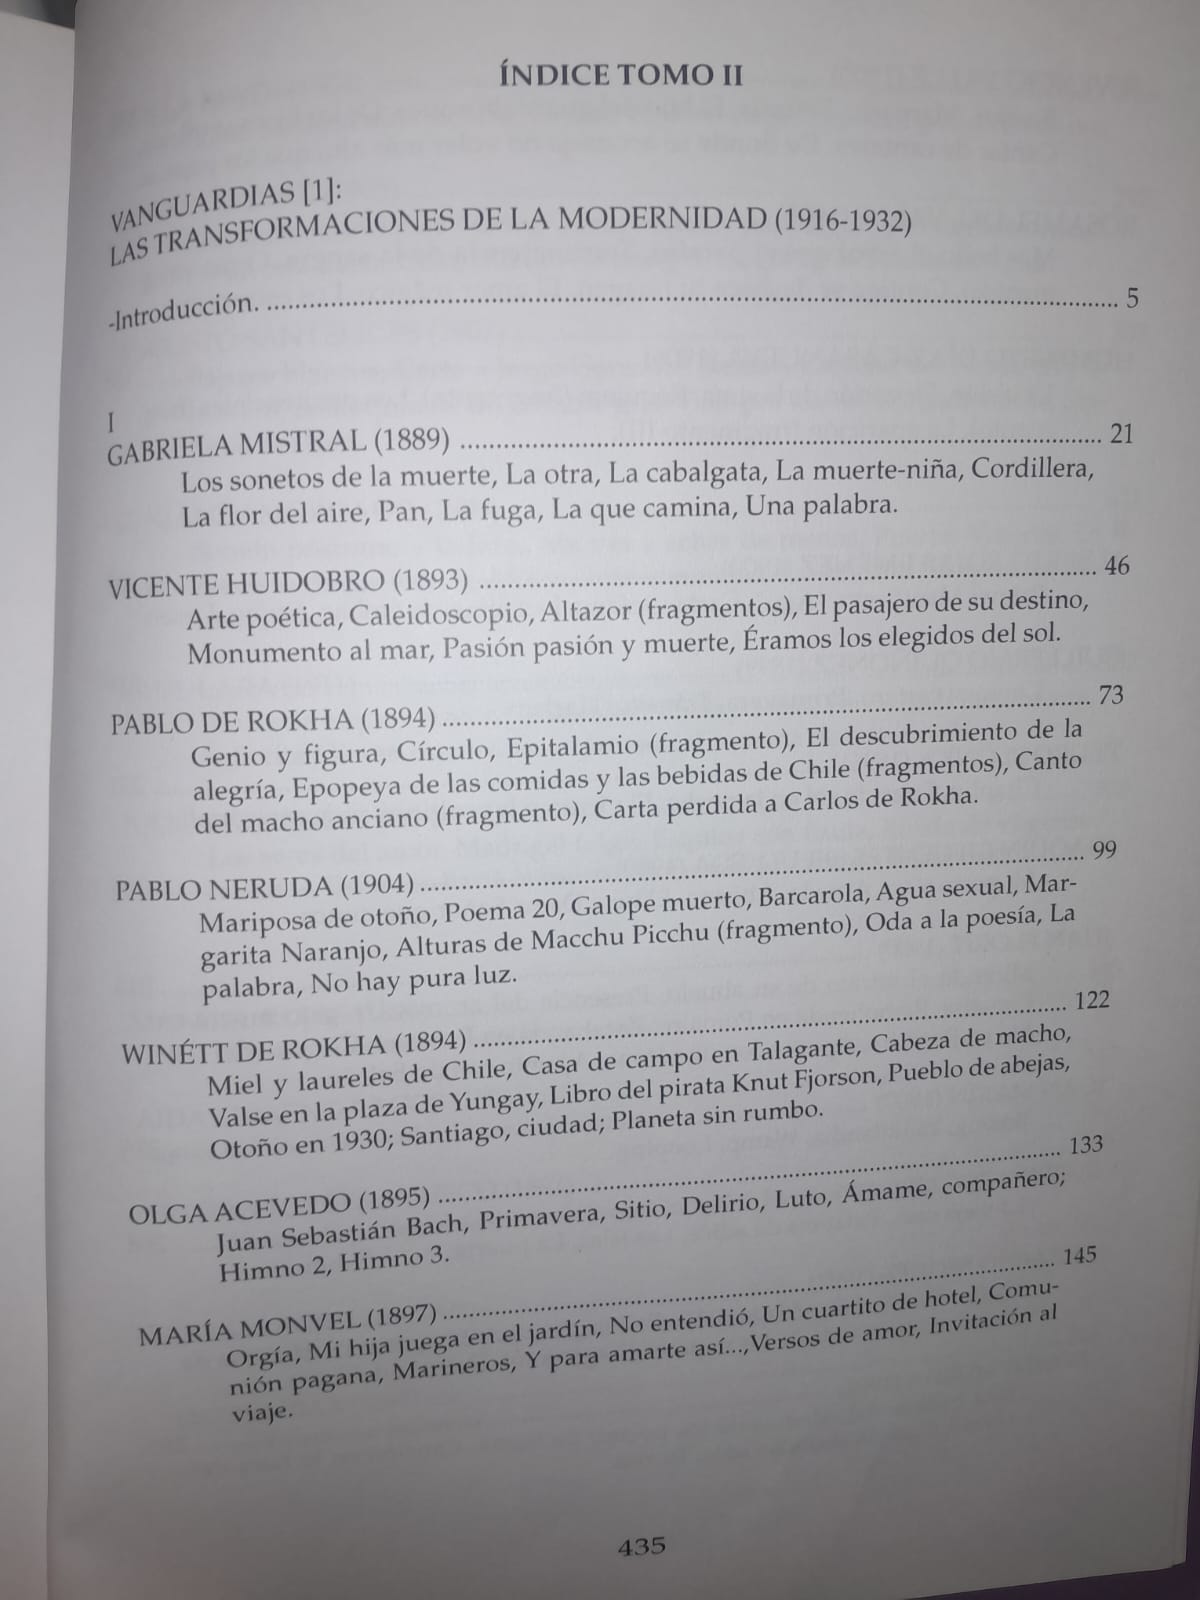 ÍNDICE TOMO II
VANGUARDIAS [1]:
LAS TRANSFORMACIONES DE LA MODERNIDAD (1916-1932)
-Introducción. .......... 5
I
GABRIELA MISTRAL (1889) .......... 21
Los sonetos de la muerte, La otra, La cabalgata, La muerte-niña, Cordillera,
La flor del aire, Pan, La fuga, La que camina, Una palabra.
VICENTE HUIDOBRO (1893) .......... 46
Arte poética, Caleidoscopio, Altazor (fragmentos), El pasajero de su destino,
Monumento al mar, Pasión pasión y muerte, Éramos los elegidos del sol.
PABLO DE ROKHA (1894) .......... 73
Genio y figura, Círculo, Epitalamio (fragmento), El descubrimiento de la
alegría, Epopeya de las comidas y las bebidas de Chile (fragmentos), Canto
del macho anciano (fragmento), Carta perdida a Carlos de Rokha.
PABLO NERUDA (1904) .......... 99
Mariposa de otoño, Poema 20, Galope muerto, Barcarola, Agua sexual, Mar-
garita Naranjo, Alturas de Macchu Picchu (fragmento), Oda a la poesía, La
palabra, No hay pura luz.
WINÉTT DE ROKHA (1894) .......... 122
Miel y laureles de Chile, Casa de campo en Talagante, Cabeza de macho,
Valse en la plaza de Yungay, Libro del pirata Knut Fjorson, Pueblo de abejas,
Otoño en 1930; Santiago, ciudad; Planeta sin rumbo.
OLGA ACEVEDO (1895) .......... 133
Juan Sebastián Bach, Primavera, Sitio, Delirio, Luto, Ámame, compañero;
Himno 2, Himno 3.
MARÍA MONVEL (1897) .......... 145
Orgía, Mi hija juega en el jardín, No entendió, Un cuartito de hotel, Comu-
nión pagana, Marineros, Y para amarte así...,Versos de amor, Invitación al
viaje.
435